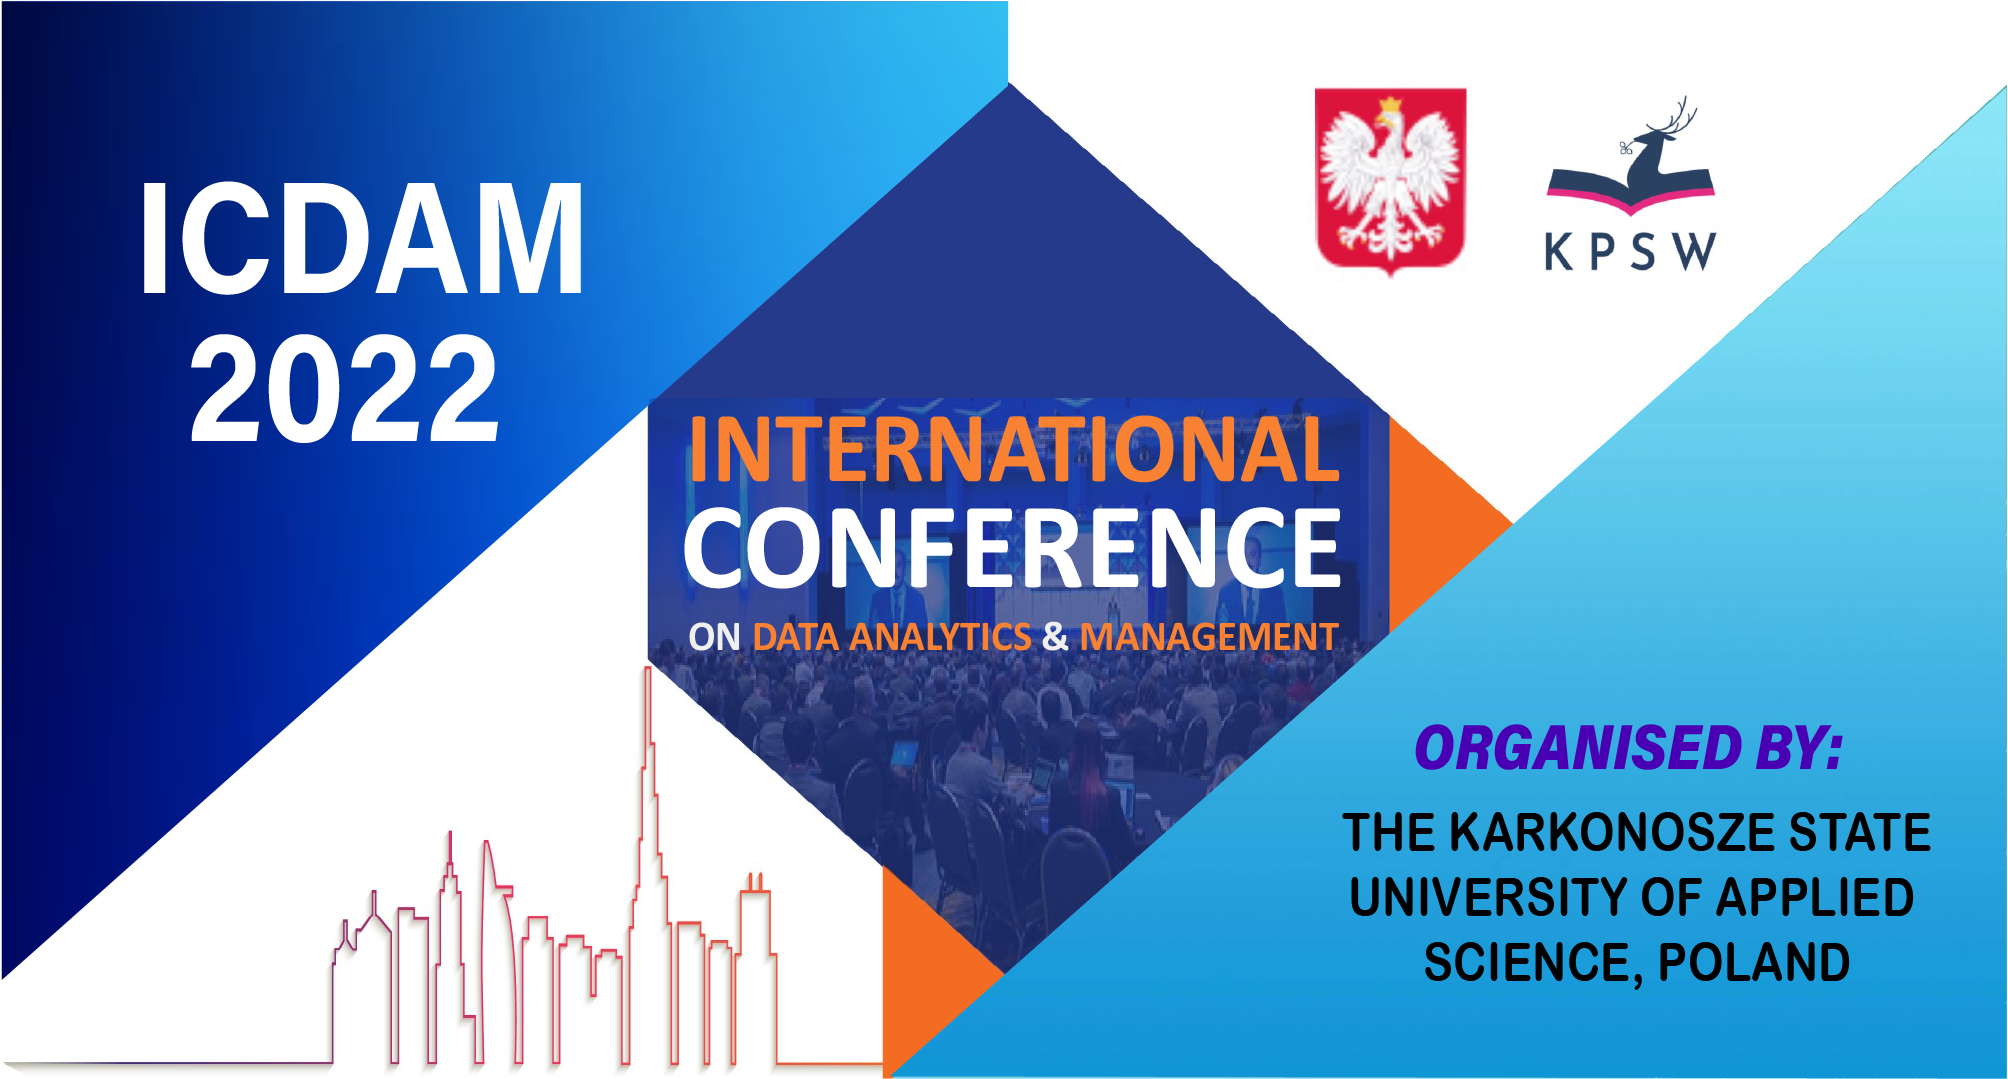 ICDAM
2022
KPSW
INTERNATIONAL
CONFERENCE
ON DATA ANALYTICS & MANAGEMENT
ORGANISED BY:
THE KARKONOSZE STATE
UNIVERSITY OF APPLIED
SCIENCE, POLAND